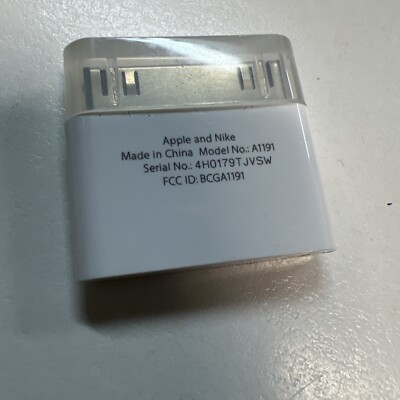 Apple and Nike
Made in China Model No.: A1191
Serial No.: 4H0179TJVSW
FCC ID: BCGA1191